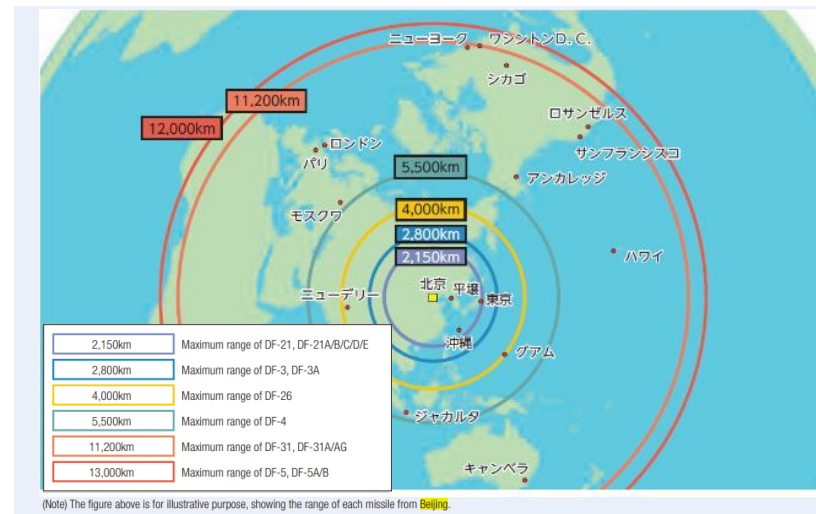 ニューヨーク
ワシントンD.C.
シカゴ
11,200km
ロサンゼルス
12,000km
ロンドン
サンフランシスコ
パリ
5,500km
アンカレッジ
モスクワ
4,000km
2,800km
ハワイ
2,150km
北京
平壌
ニューデリー
東京
沖縄
グアム
ジャカルタ
キャンベラ
2,150km Maximum range of DF-21, DF-21A/B/C/D/E
2,800km Maximum range of DF-3, DF-3A
4,000km Maximum range of DF-26
5,500km Maximum range of DF-4
11,200km Maximum range of DF-31, DF-31A/AG
13,000km Maximum range of DF-5, DF-5A/B
(Note) The figure above is for illustrative purpose, showing the range of each missile from Beijing.